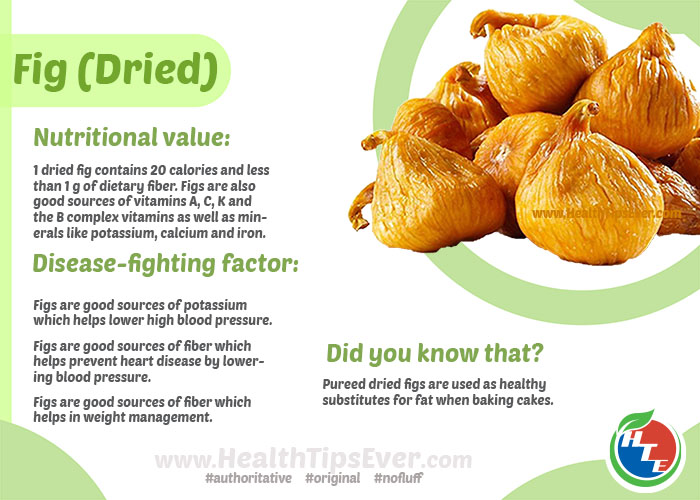 Fig (Dried)
Nutritional value:
1 dried fig contains 20 calories and less
than 1 g of dietary fiber. Figs are also
good sources of vitamins A, C, K and
the B complex vitamins as well as min-
erals like potassium, calcium and iron.
Disease-fighting factor:
Figs are good sources of potassium
which helps lower high blood pressure.
Figs are good sources of fiber which
helps prevent heart disease by lower-
ing blood pressure.
Figs are good sources of fiber which
helps in weight management.
www.HealthTipsEver.com
Did you know that?
Pureed dried figs are used as healthy
substitutes for fat when baking cakes.
www.HealthTipsEver.com
#authoritative #original #nofluff
HTE